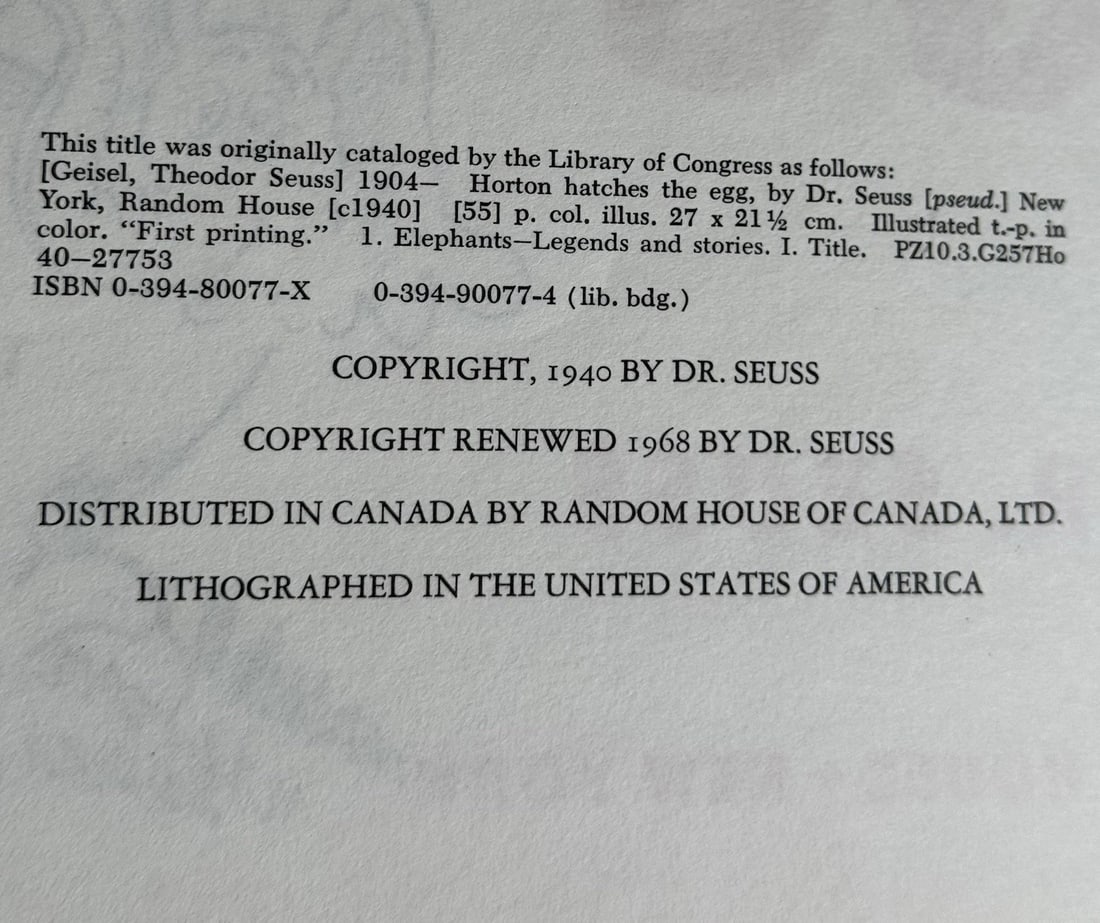 This title was originally cataloged by the Library of Congress as follows:
[Geisel, Theodor Seuss] 1904– Horton hatches the egg, by Dr. Seuss [pseud.] New
York, Random House [c1940] [55] p. col. illus. 27 x 21½ cm. Illustrated t.-p. in
color. “First printing.” 1. Elephants—Legends and stories. I. Title. PZ10.3.G257Ho
40—27753
ISBN 0-394-80077-X 0-394-90077-4 (lib. bdg.)
COPYRIGHT, 1940 BY DR. SEUSS
COPYRIGHT RENEWED 1968 BY DR. SEUSS
DISTRIBUTED IN CANADA BY RANDOM HOUSE OF CANADA, LTD.
LITHOGRAPHED IN THE UNITED STATES OF AMERICA